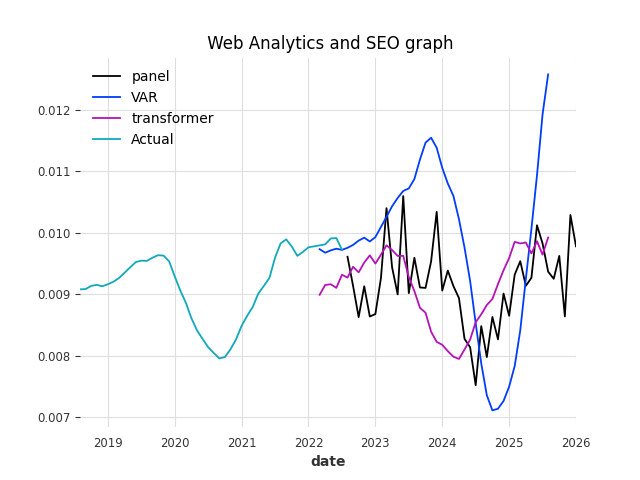 Web Analytics and SEO graph
panel
VAR
transformer
Actual
0.012
0.011
0.010
0.009
0.008
0.007
2019 2020 2021 2022 2023 2024 2025 2026
date